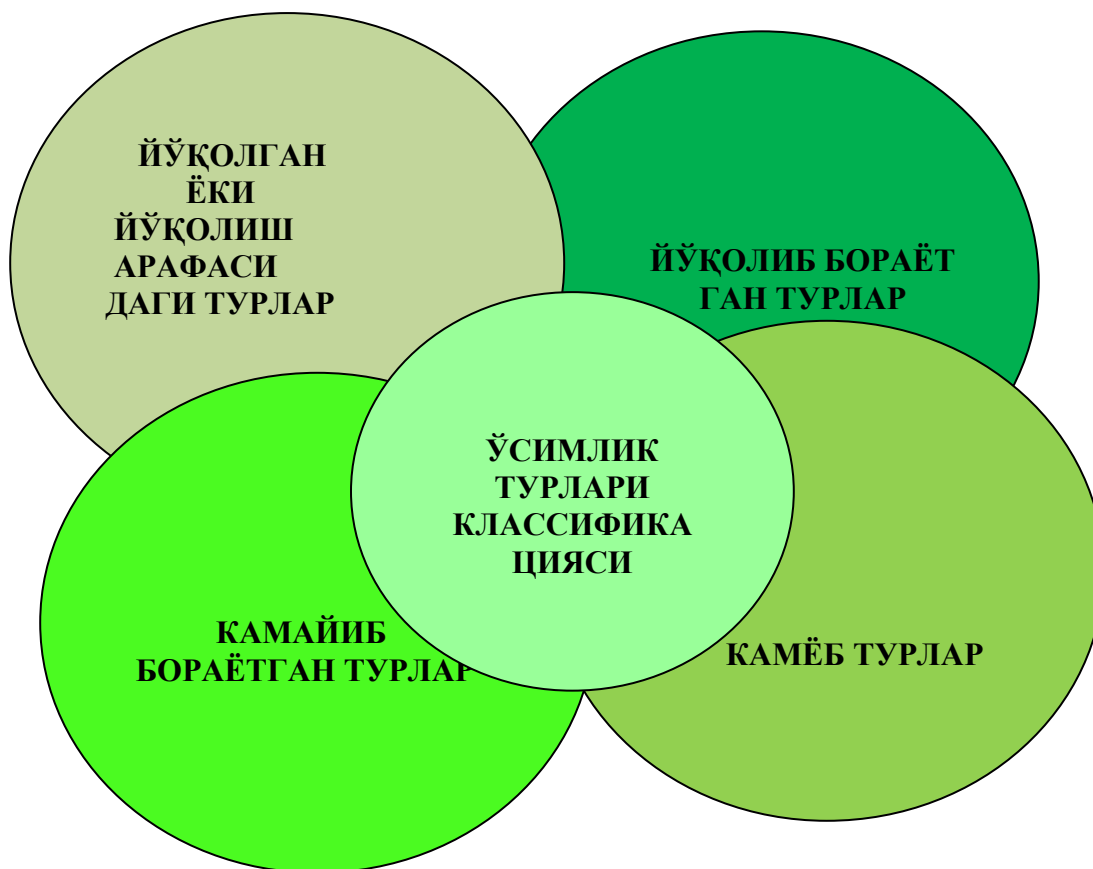 ЙЎҚОЛГАН
ЁКИ
ЙЎҚОЛИШ
АРАФАСИ
ДАГИ ТУРЛАР
ЙЎҚОЛИБ БОРАЁТ
ГАН ТУРЛАР
ЎСИМЛИК
ТУРЛАРИ
КЛАССИФИКА
ЦИЯСИ
КАМАЙИБ
БОРАЁТГАН ТУРЛАР
КАМЁБ ТУРЛАР